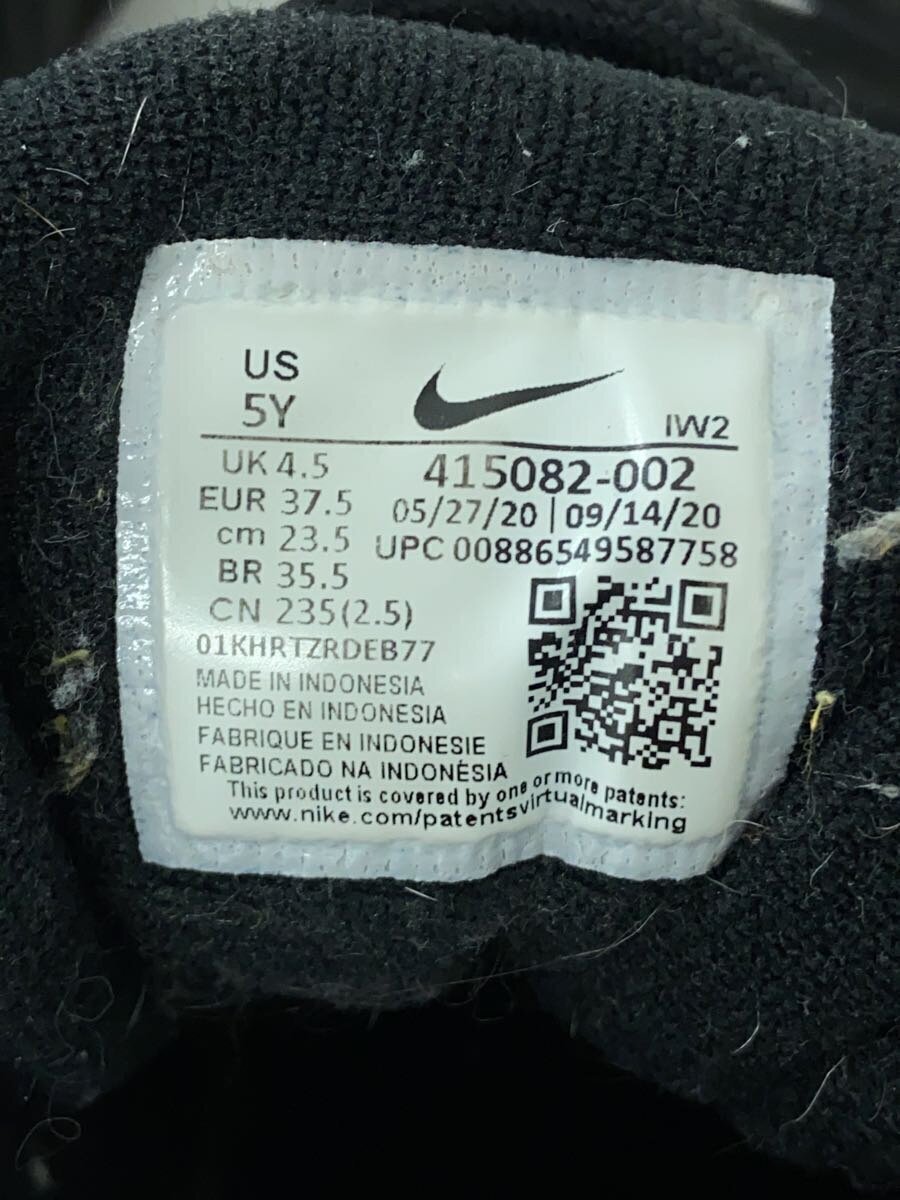 US
5Y
IW2
UK 4.5
EUR 37.5
cm 23.5
BR 35.5
CN 235(2.5)
415082-002
05/27/20 | 09/14/20
UPC 00886549587758
01KHRTZRDEB77
MADE IN INDONESIA
HECHO EN INDONESIA
FABRIQUE EN INDONESIE
FABRICADO NA INDONÉSIA
This product is covered by one or more patents:
www.nike.com/patentsvirtualmarking